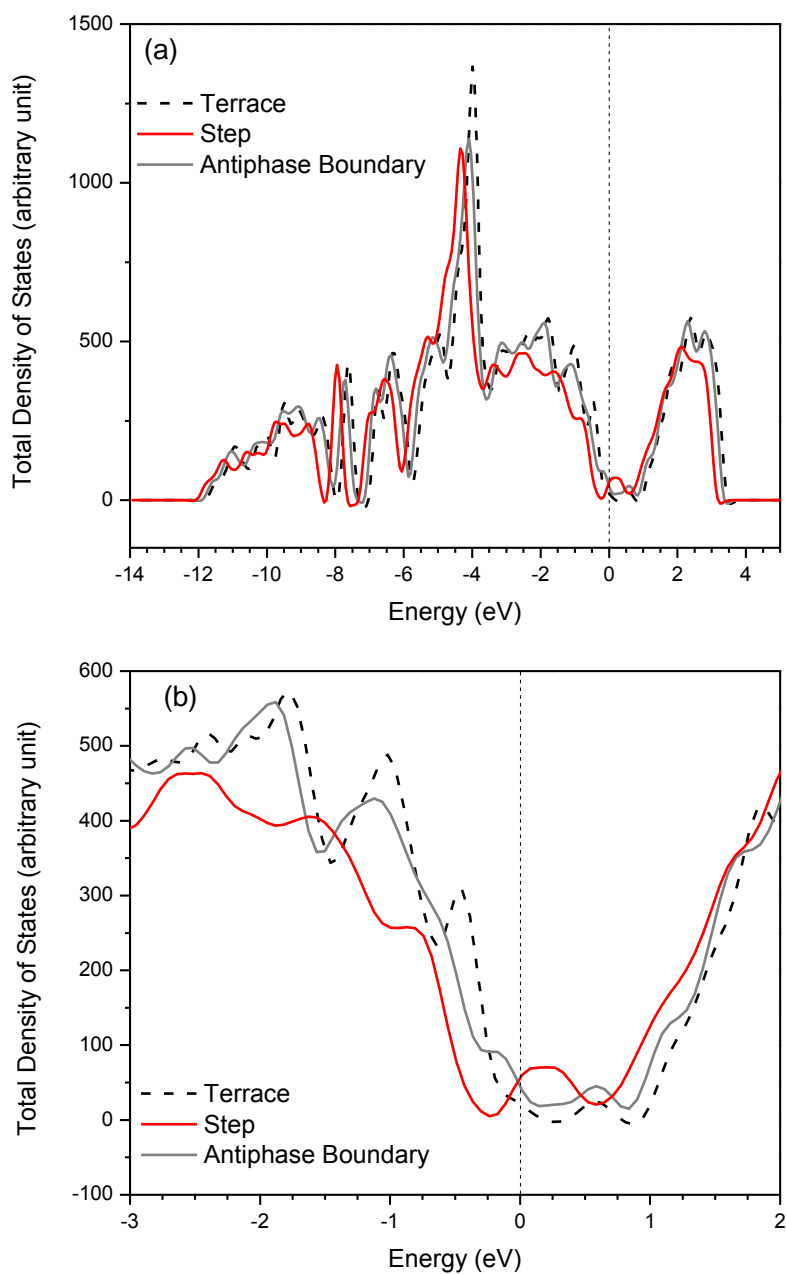 1500
(a)
Terrace
Step
Antiphase Boundary
1000
500
0
Total Density of States (arbitrary unit)
-14 -12 -10 -8 -6 -4 -2 0 2 4
Energy (eV)
600
(b)
500
400
300
200
100
0
-100
Total Density of States (arbitrary unit)
Terrace
Step
Antiphase Boundary
-3 -2 -1 0 1 2
Energy (eV)